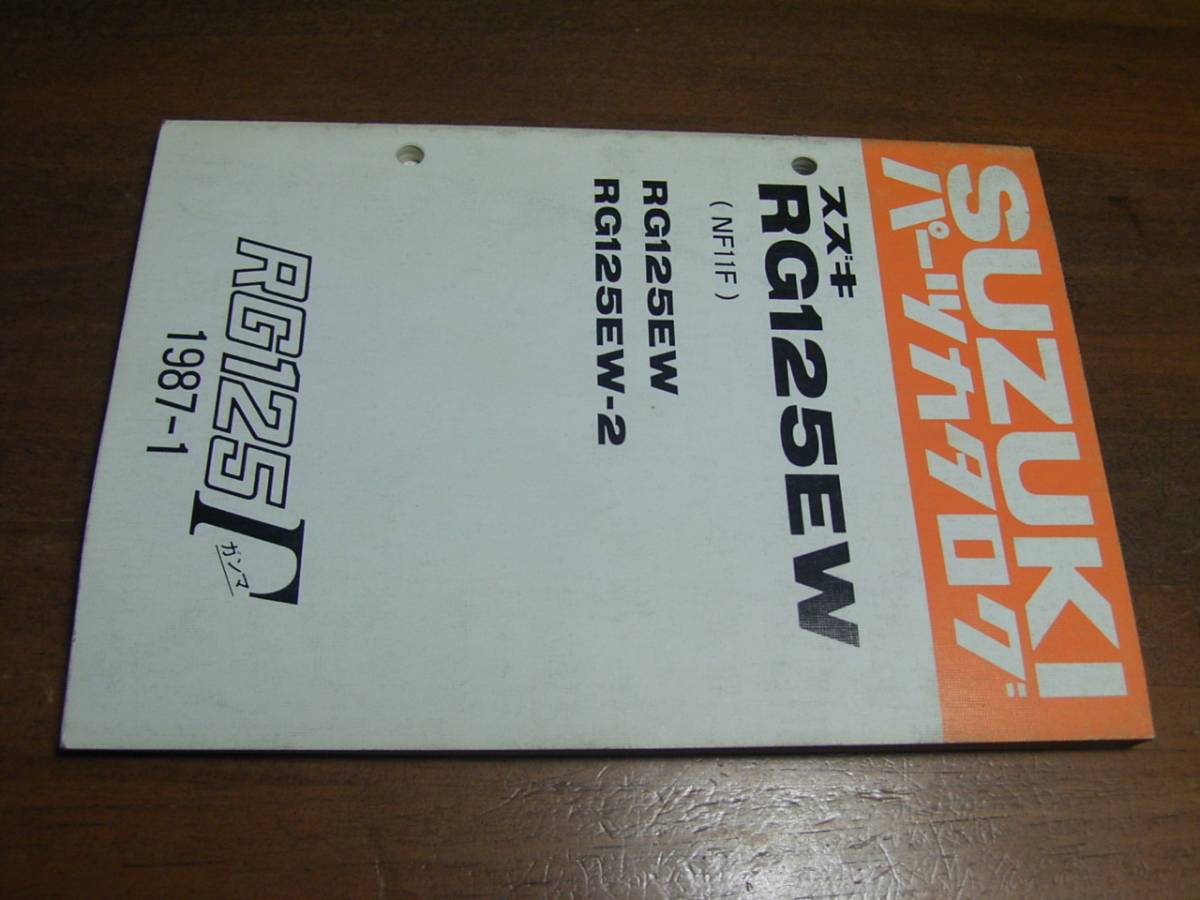 SUZUKI
パーツカタログ
スズキ
RG125EW
(NF11F)
RG125EW
RG125EW-2
RG125Γ
ガンマ
1987-1